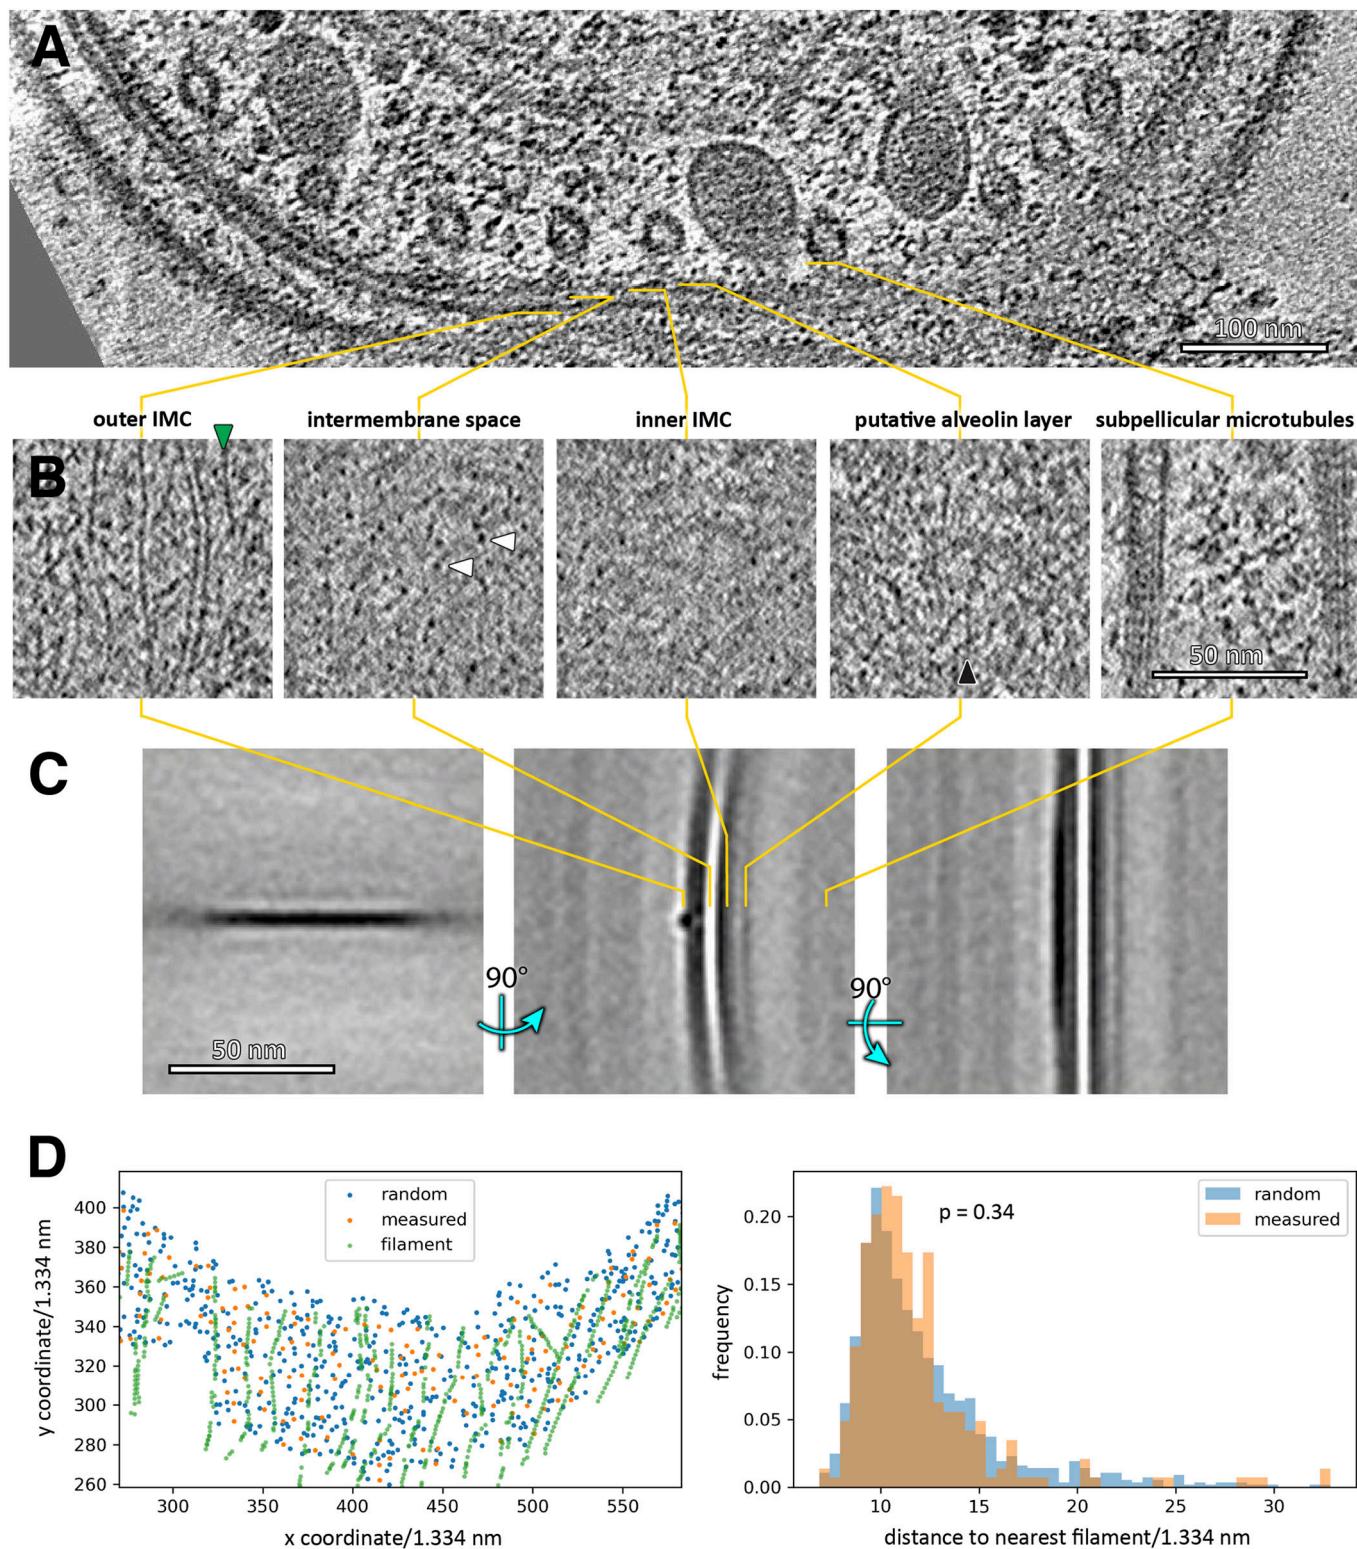 A
100 nm
outer IMC
intermembrane space
inner IMC
putative alveolin layer
subpellicular microtubules
B
50 nm
C
90°
90°
50 nm
D
random
measured
filament
400
380
360
340
320
300
280
260
y coordinate/1.334 nm
300
350
400
450
500
550
x coordinate/1.334 nm
p = 0.34
random
measured
0.20
0.15
0.10
0.05
0.00
frequency
10
15
20
25
30
distance to nearest filament/1.334 nm